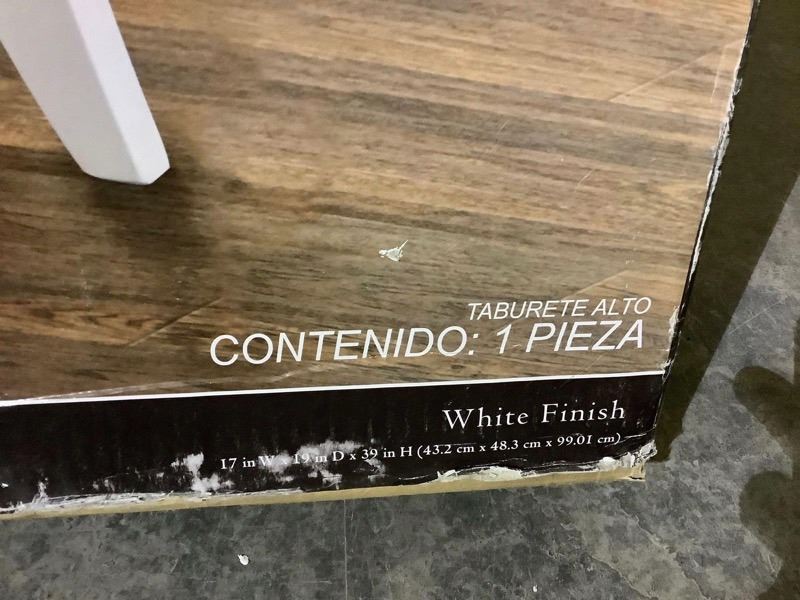 TABURETE ALTO
CONTENIDO: 1 PIEZA
White Finish
17 in W x 19 in D x 39 in H (43.2 cm x 48.3 cm x 99.01 cm)